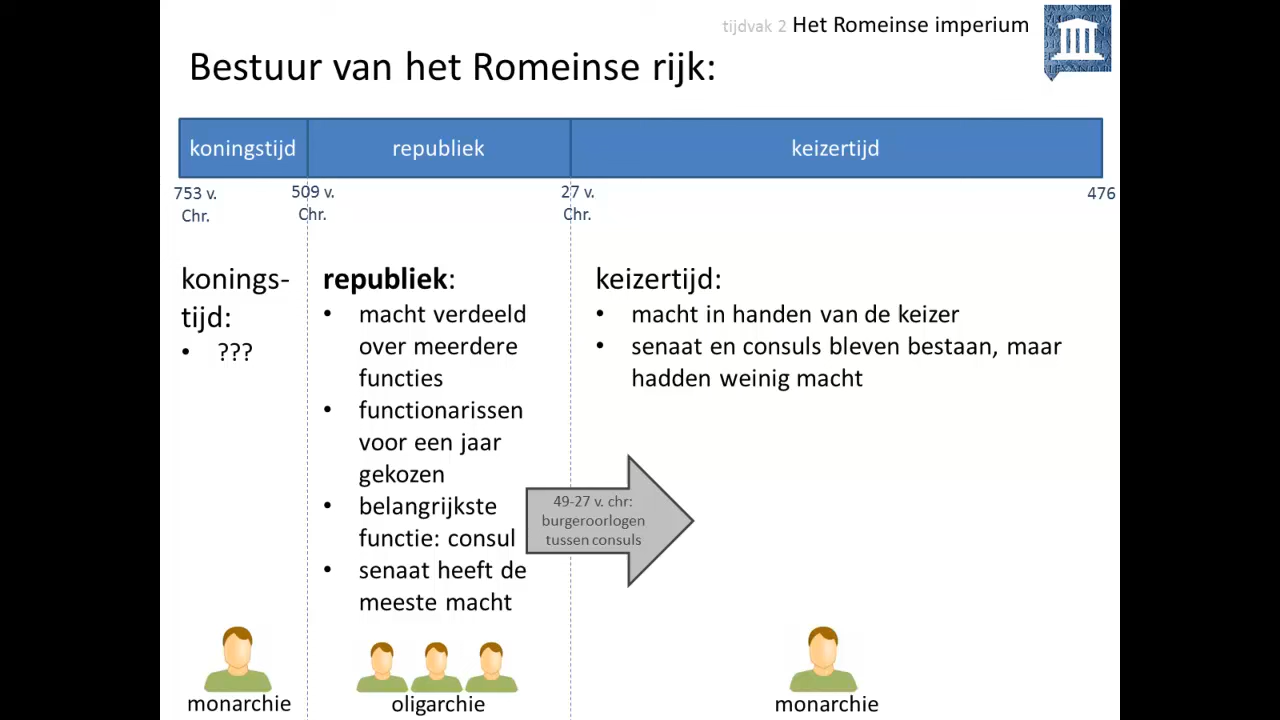 tijdvak 2 Het Romeinse imperium
Bestuur van het Romeinse rijk:
koningstijd
republiek
keizertijd
753 v.
Chr.
509 v.
Chr.
27 v.
Chr.
476
konings-
tijd:
• ???
republiek:
• macht verdeeld
over meerdere
functies
• functionarissen
voor een jaar
gekozen
• belangrijkste
functie: consul
• senaat heeft de
meeste macht
49-27 v. chr:
burgeroorlogen
tussen consuls
keizertijd:
• macht in handen van de keizer
• senaat en consuls bleven bestaan, maar
hadden weinig macht
monarchie
oligarchie
monarchie